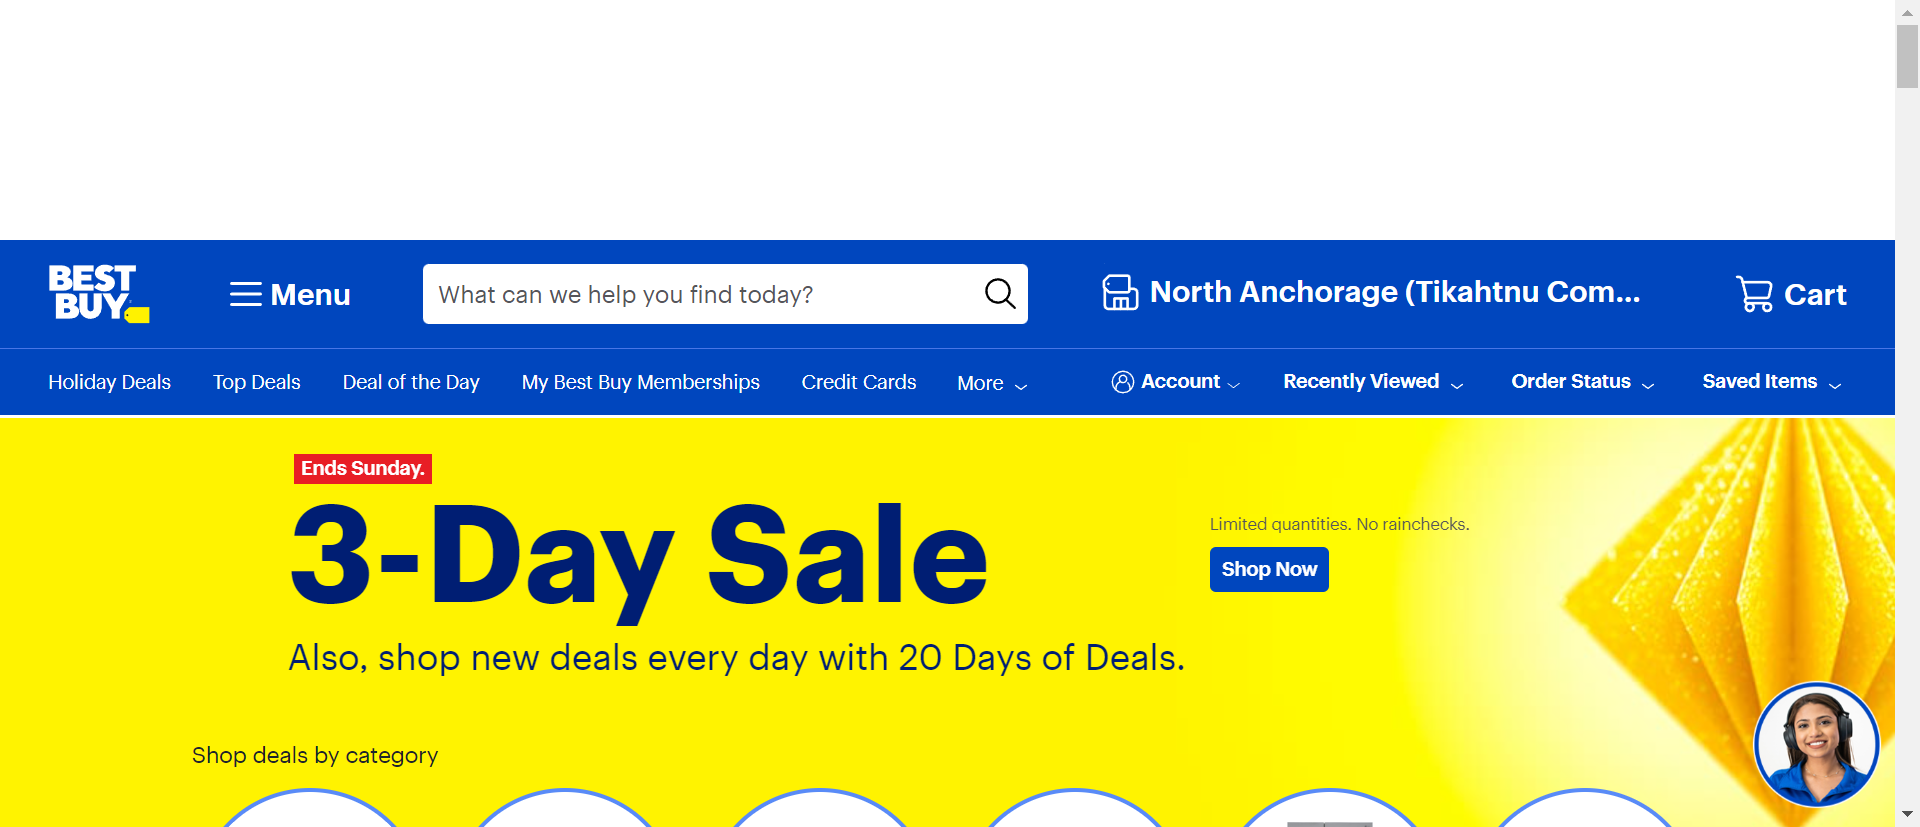 BEST
BUY
Menu
What can we help you find today?
North Anchorage (Tikahtnu Com...
Cart
Holiday Deals
Top Deals
Deal of the Day
My Best Buy Memberships
Credit Cards
More
Account
Recently Viewed
Order Status
Saved Items
Ends Sunday.
3-Day Sale
Also, shop new deals every day with 20 Days of Deals.
Limited quantities. No rainchecks.
Shop Now
Shop deals by category